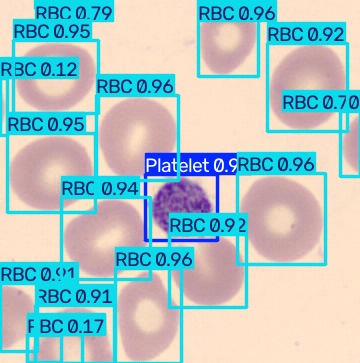 RBC 0.79
RBC 0.96
RBC 0.95
RBC 0.92
RBC 0.12
RBC 0.96
RBC 0.70
RBC 0.95
Platelet 0.9
RBC 0.96
RBC 0.94
RBC 0.92
RBC 0.96
RBC 0.91
RBC 0.91
RBC 0.17